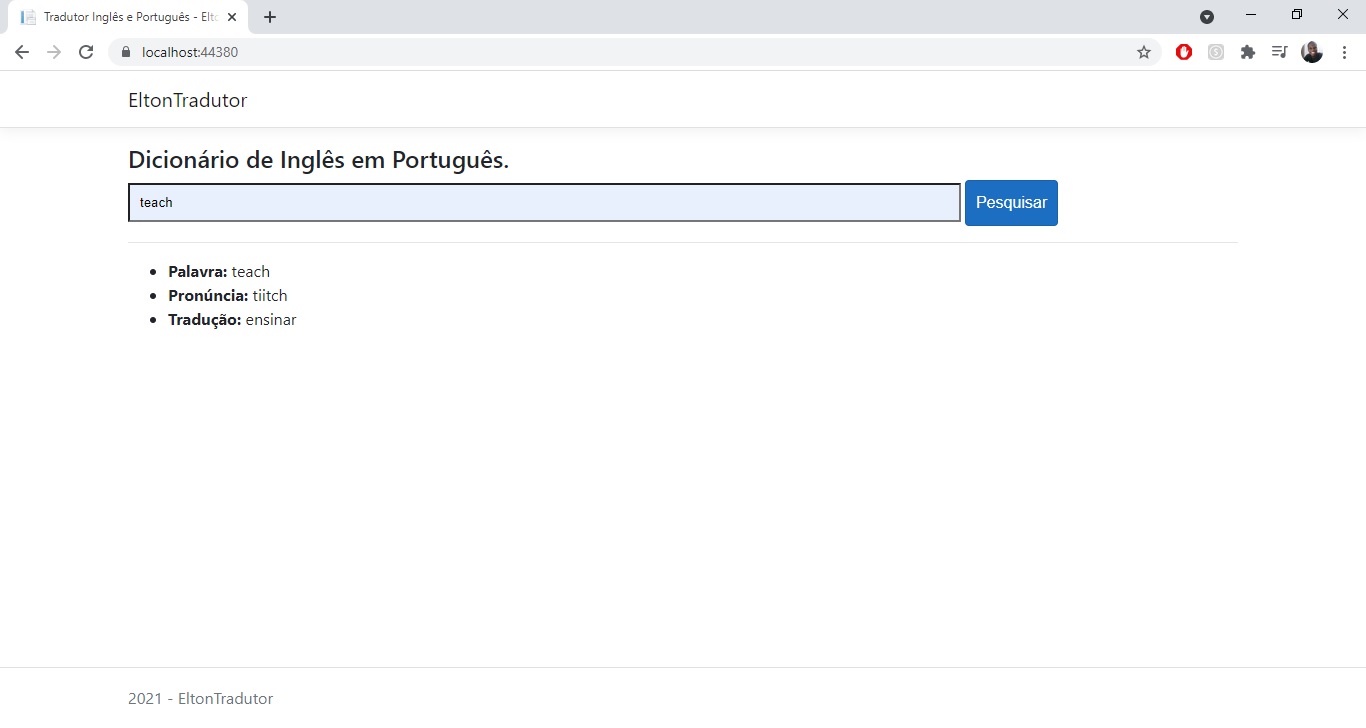 Tradutor Inglês e Português - Elto
localhost:44380
EltonTradutor
Dicionário de Inglês em Português.
teach
Pesquisar
Palavra: teach
Pronúncia: tiitch
Tradução: ensinar
2021 - EltonTradutor